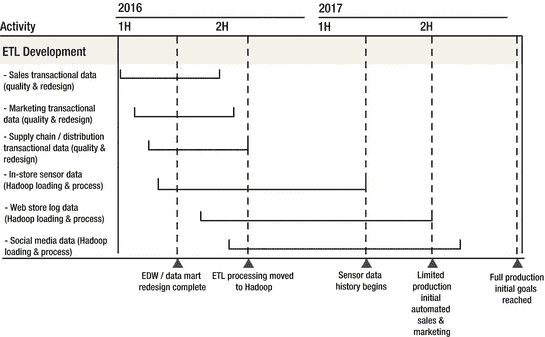 2016 2017
Activity 1H 2H 1H 2H
ETL Development
- Sales transactional data
(quality & redesign)
- Marketing transactional
data (quality & redesign)
- Supply chain / distribution
transactional data (quality &
redesign)
- In-store sensor data
(Hadoop loading & process)
- Web store log data
(Hadoop loading & process)
- Social media data (Hadoop
loading & process)
EDW / data mart
redesign complete
ETL processing moved
to Hadoop
Sensor data
history begins
Limited
production
initial
automated
sales &
marketing
Full production
initial goals
reached